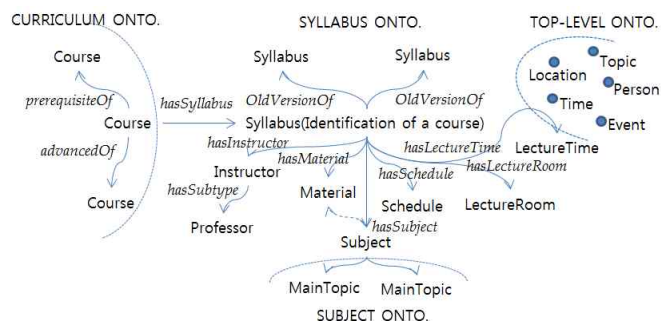 CURRICULUM ONTO.
SYLLABUS ONTO.
TOP-LEVEL ONTO.
Course
Syllabus
Syllabus
Topic
Location
Person
prerequisiteOf
hasSyllabus
OldVersionOf
OldVersionOf
Time
Course
Syllabus(Identification of a course)
Event
advancedOf
hasInstructor
hasMaterial
hasLectureTime
LectureTime
Instructor
hasSchedule
hasLectureRoom
hasSubtype
Material
Course
Schedule
LectureRoom
Professor
hasSubject
Subject
MainTopic
MainTopic
SUBJECT ONTO.